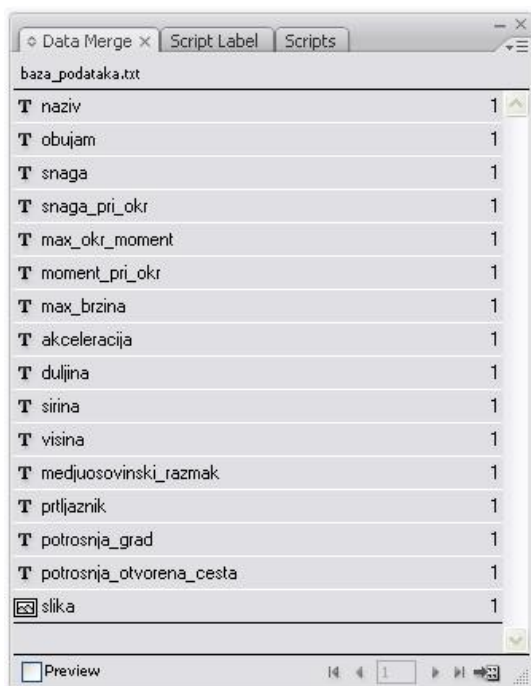 Data Merge × Script Label Scripts
baza_podataka.txt
T naziv 1
T obujam 1
T snaga 1
T snaga_pri_okr 1
T max_okr_moment 1
T moment_pri_okr 1
T max_brzina 1
T akceleracija 1
T duljina 1
T sirina 1
T visina 1
T medjuosovinski_razmak 1
T prtljaznik 1
T potrosnja_grad 1
T potrosnja_otvorena_cesta 1
slika 1
Preview 1